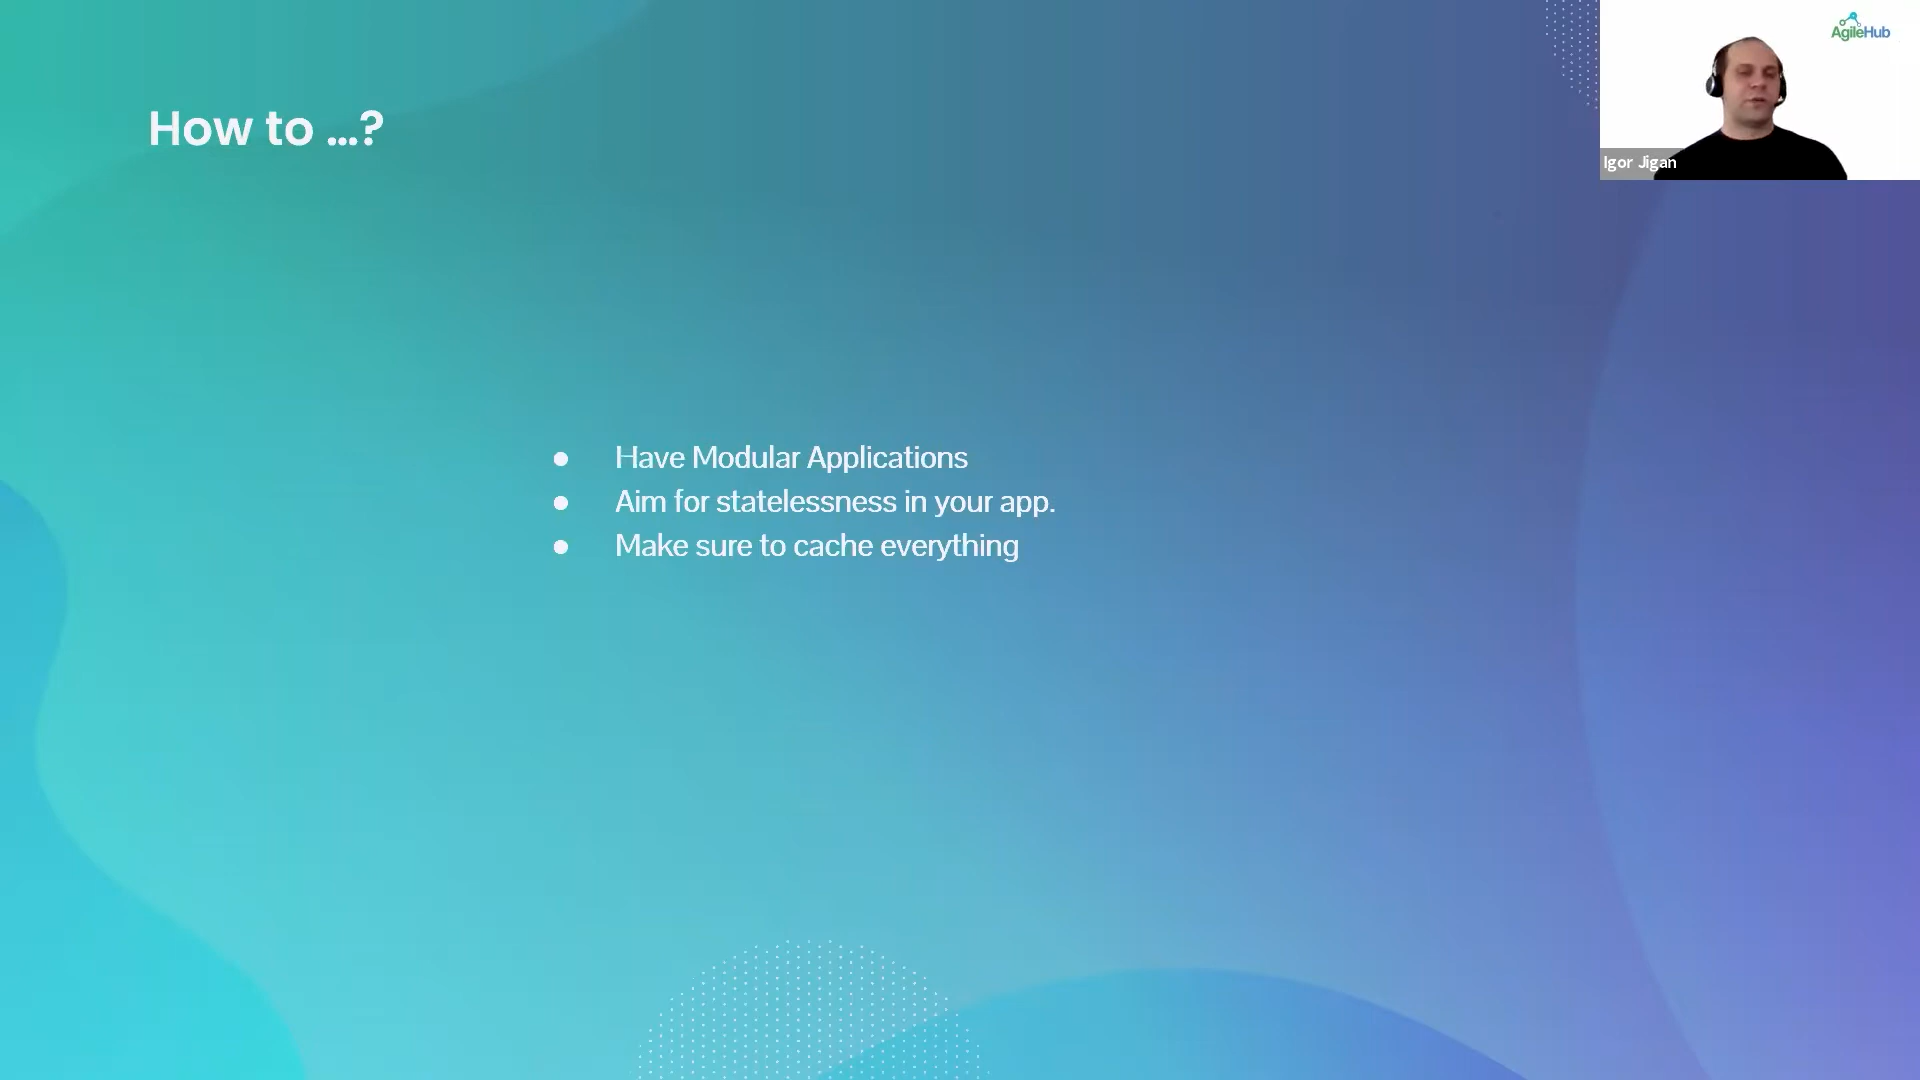 How to ...?
Have Modular Applications
Aim for statelessness in your app.
Make sure to cache everything
AgileHub
Igor Jigan